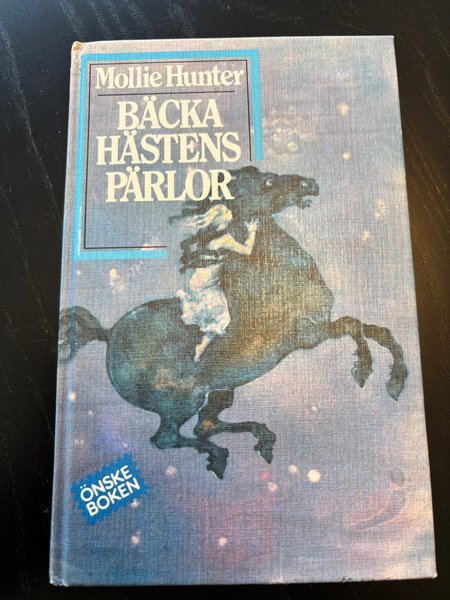 Mollie Hunter
BÄCKA
HÄSTENS
PÄRLOR
ÖNSKE
BOKEN